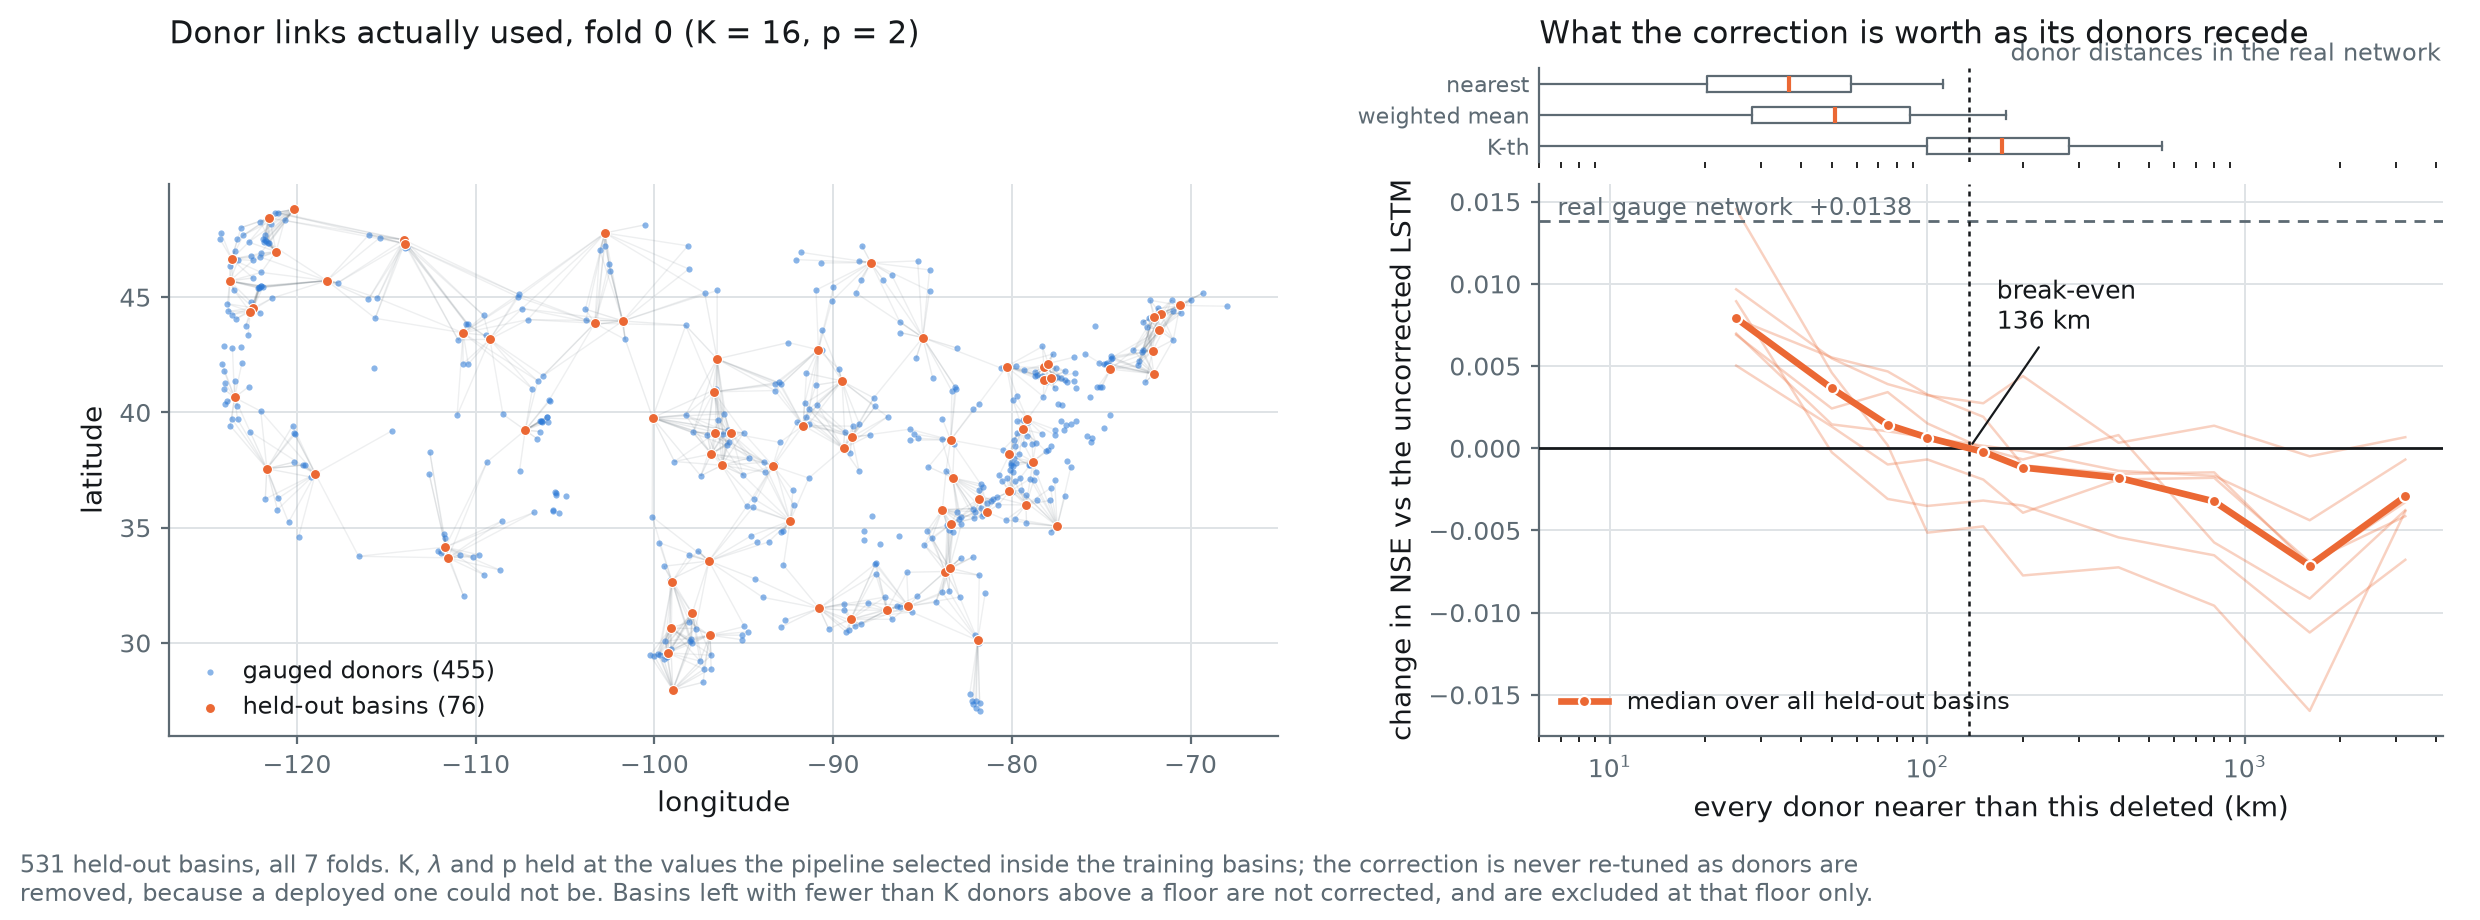 Donor links actually used, fold 0 (K = 16, p = 2)
latitude
45
40
35
30
gauged donors (455)
held-out basins (76)
−120
−110
−100
−90
−80
−70
longitude
What the correction is worth as its donors recede
donor distances in the real network
nearest
weighted mean
K-th
change in NSE vs the uncorrected LSTM
0.015
0.010
0.005
0.000
−0.005
−0.010
−0.015
real gauge network +0.0138
break-even
136 km
median over all held-out basins
10¹
10²
10³
every donor nearer than this deleted (km)
531 held-out basins, all 7 folds. K, λ and p held at the values the pipeline selected inside the training basins; the correction is never re-tuned as donors are
removed, because a deployed one could not be. Basins left with fewer than K donors above a floor are not corrected, and are excluded at that floor only.